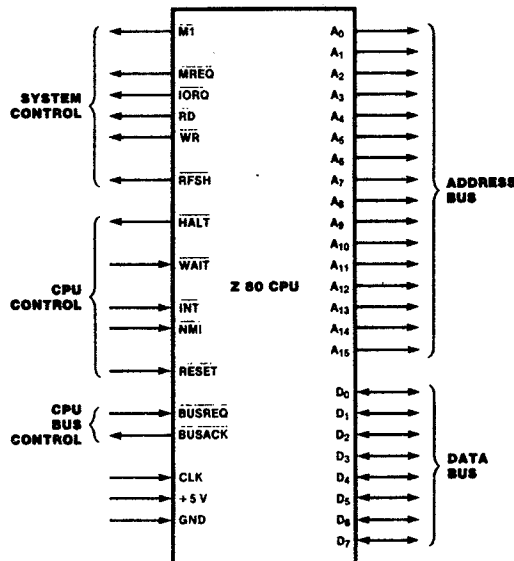 SYSTEM
CONTROL
CPU
CONTROL
CPU
BUS
CONTROL
M1
MREQ
IORQ
RD
WR
RFSH
HALT
WAIT
INT
NMI
RESET
BUSREQ
BUSACK
CLK
+5 V
GND
Z 80 CPU
A0
A1
A2
A3
A4
A5
A6
A7
A8
A9
A10
A11
A12
A13
A14
A15
D0
D1
D2
D3
D4
D5
D6
D7
ADDRESS
BUS
DATA
BUS